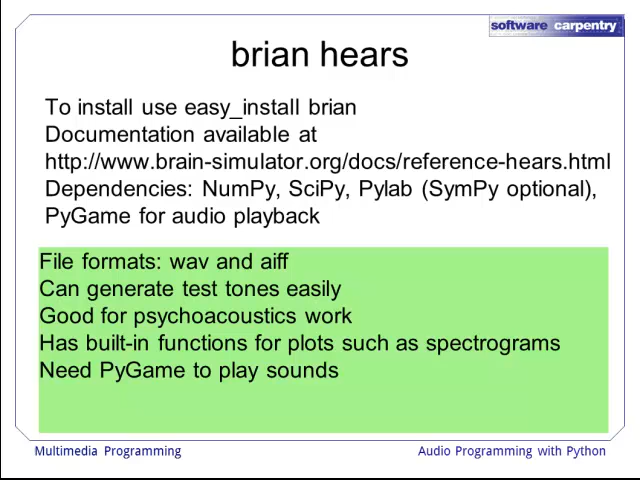 software carpentry
brian hears
To install use easy_install brian
Documentation available at
http://www.brain-simulator.org/docs/reference-hears.html
Dependencies: NumPy, SciPy, Pylab (SymPy optional),
PyGame for audio playback
File formats: wav and aiff
Can generate test tones easily
Good for psychoacoustics work
Has built-in functions for plots such as spectrograms
Need PyGame to play sounds
Multimedia Programming
Audio Programming with Python